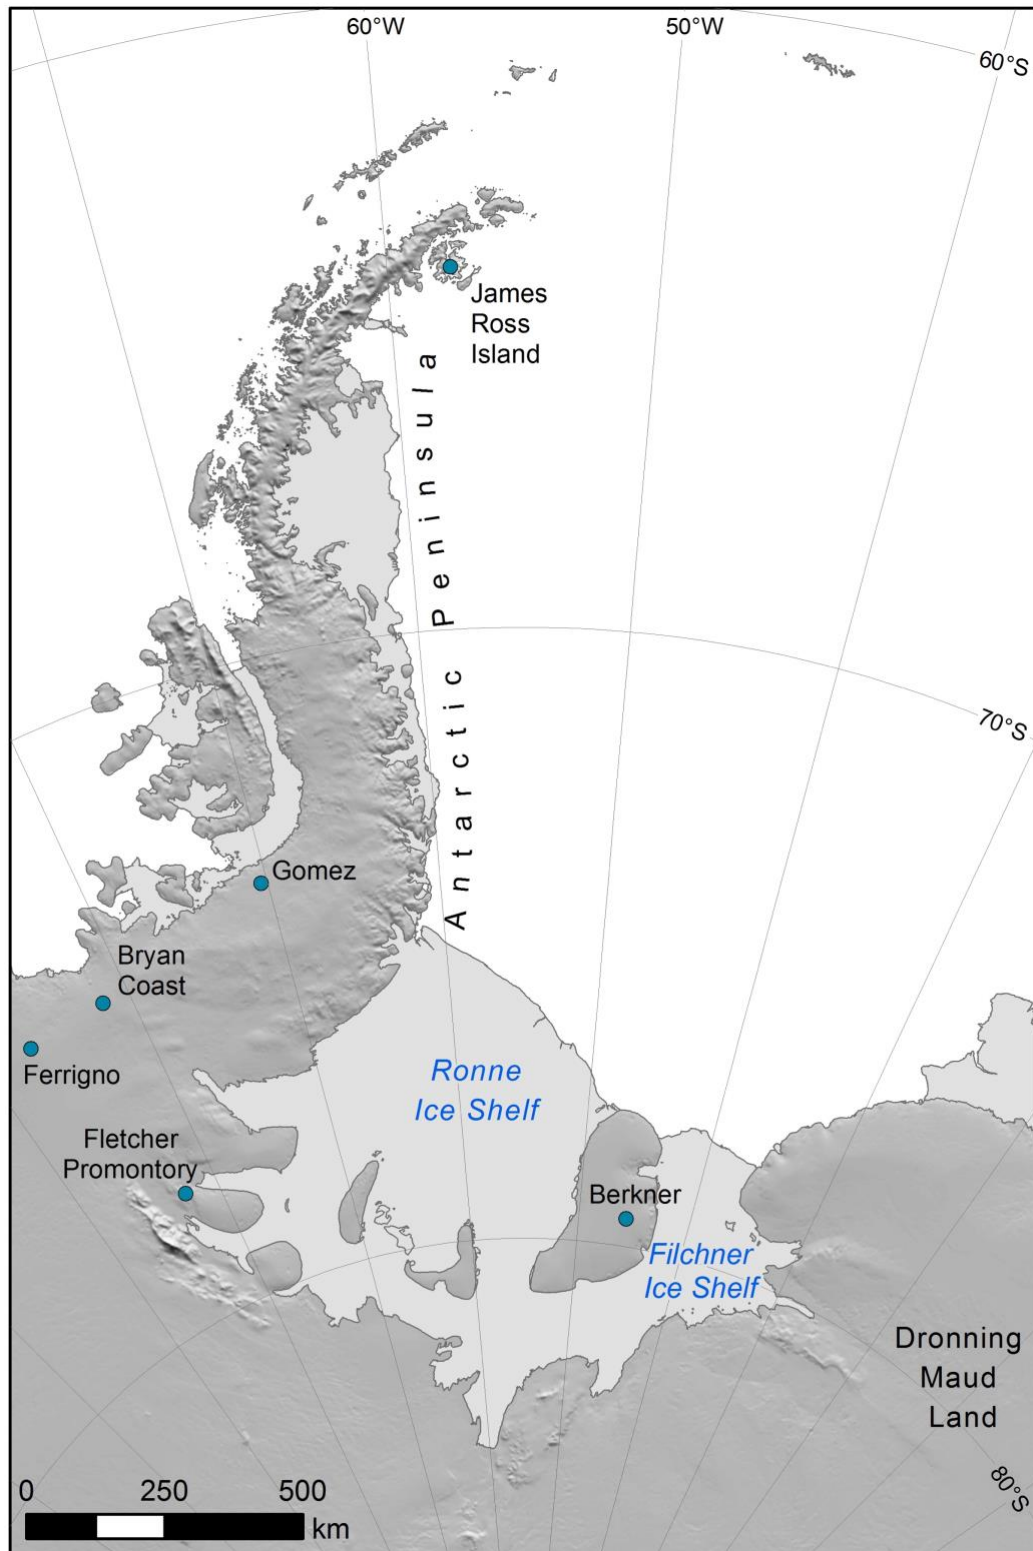 60°W
50°W
60°S
James
Ross
Island
Antarctic Peninsula
70°S
Gomez
Bryan
Coast
Ferrigno
Ronne
Ice Shelf
Fletcher
Promontory
Berkner
Filchner
Ice Shelf
Dronning
Maud
Land
80°S
0 250 500
km